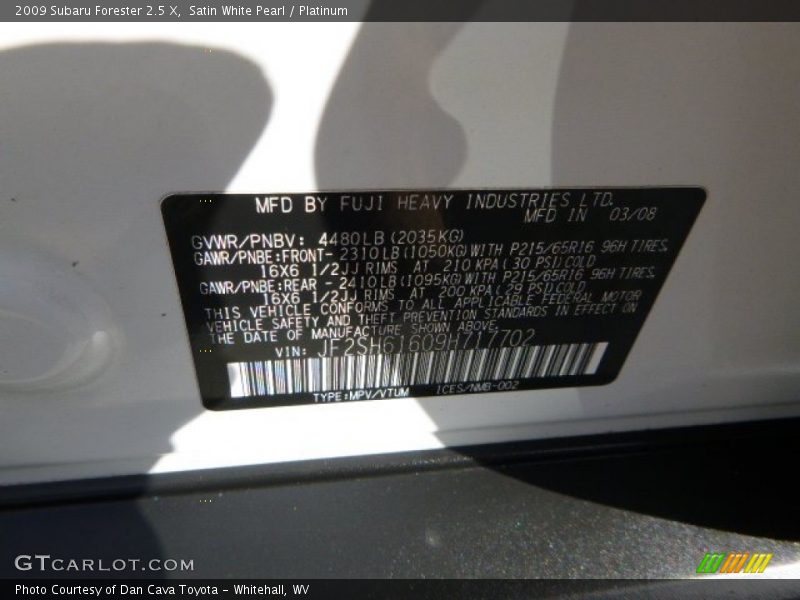 2009 Subaru Forester 2.5 X, Satin White Pearl / Platinum
MFD BY FUJI HEAVY INDUSTRIES LTD.
MFD IN 03/08
GVWR/PNBV: 4480LB(2035KG)
GAWR/PNBE:FRONT- 2310LB(1050KG)WITH P215/65R16 96H TIRES,
16X6 1/2JJ RIMS AT 210 KPA(30 PSI)COLD
GAWR/PNBE:REAR - 2410LB(1095KG)WITH P215/65R16 96H TIRES,
16X6 1/2JJ RIMS AT 200 KPA(29 PSI)COLD
THIS VEHICLE CONFORMS TO ALL APPLICABLE FEDERAL MOTOR
VEHICLE SAFETY AND THEFT PREVENTION STANDARDS IN EFFECT ON
THE DATE OF MANUFACTURE SHOWN ABOVE.
VIN: JF2SH61609H717702
TYPE:MPV/VTUM ICES/NMB-002
GTCARLOT.COM
Photo Courtesy of Dan Cava Toyota - Whitehall, WV